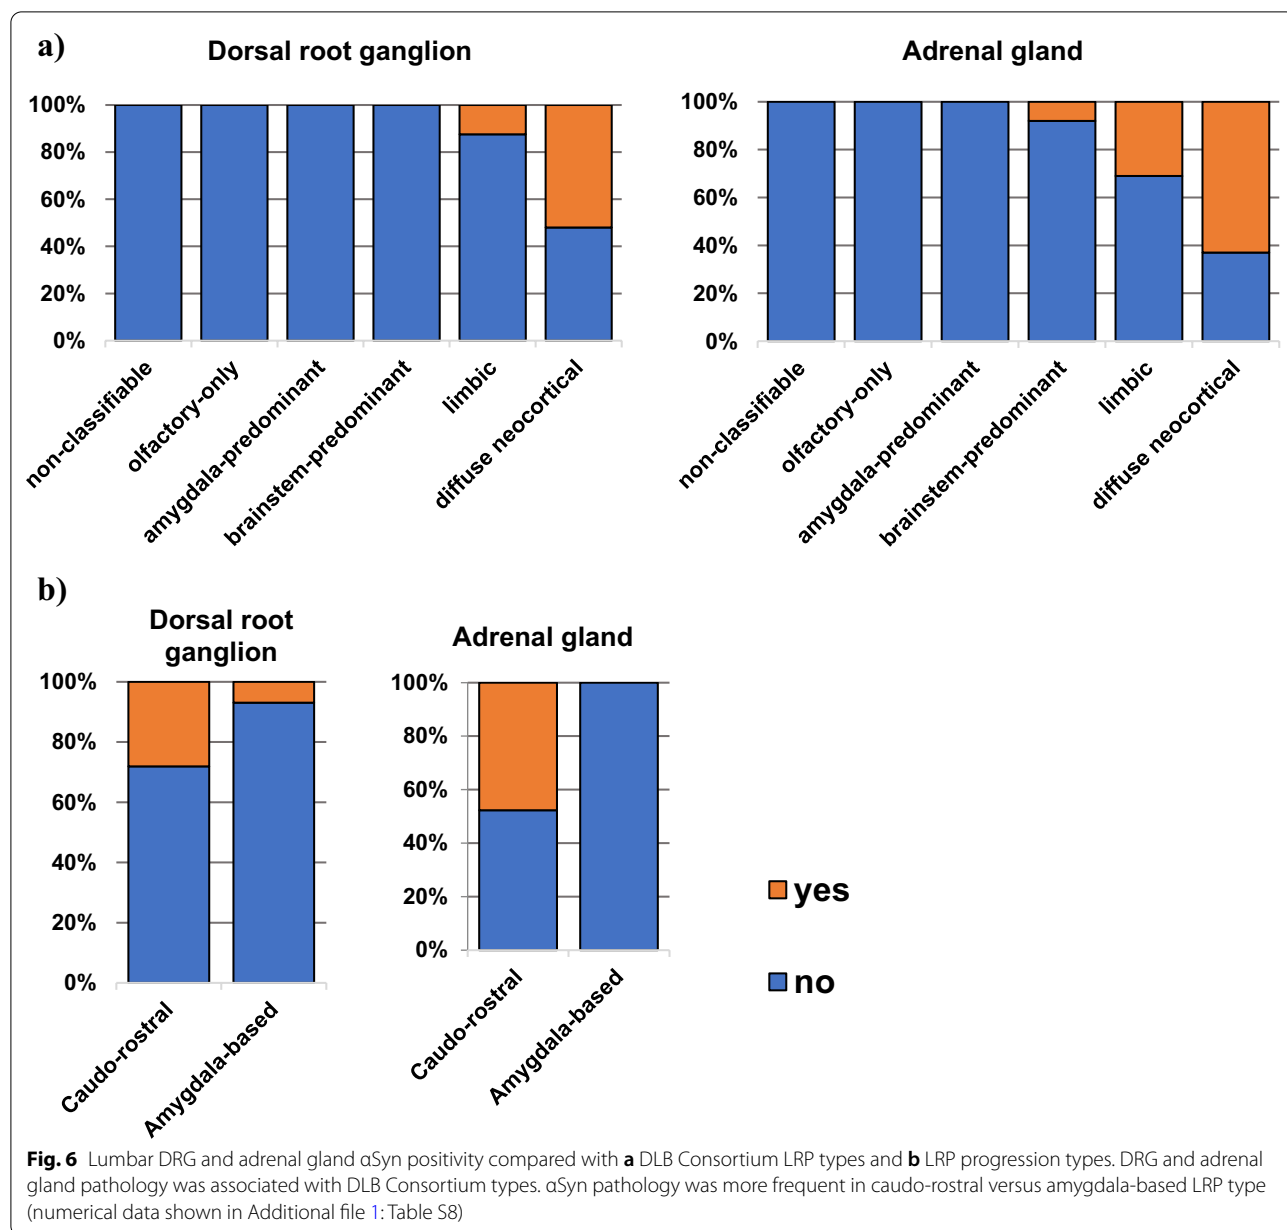 a)
Dorsal root ganglion
100%
80%
60%
40%
20%
0%
non-classifiable
olfactory-only
amygdala-predominant
brainstem-predominant
limbic
diffuse neocortical
Adrenal gland
100%
80%
60%
40%
20%
0%
non-classifiable
olfactory-only
amygdala-predominant
brainstem-predominant
limbic
diffuse neocortical
b)
Dorsal root
ganglion
100%
80%
60%
40%
20%
0%
Caudo-rostral
Amygdala-based
Adrenal gland
100%
80%
60%
40%
20%
0%
Caudo-rostral
Amygdala-based
yes
no
Fig. 6 Lumbar DRG and adrenal gland αSyn positivity compared with a DLB Consortium LRP types and b LRP progression types. DRG and adrenal
gland pathology was associated with DLB Consortium types. αSyn pathology was more frequent in caudo-rostral versus amygdala-based LRP type
(numerical data shown in Additional file 1: Table S8)